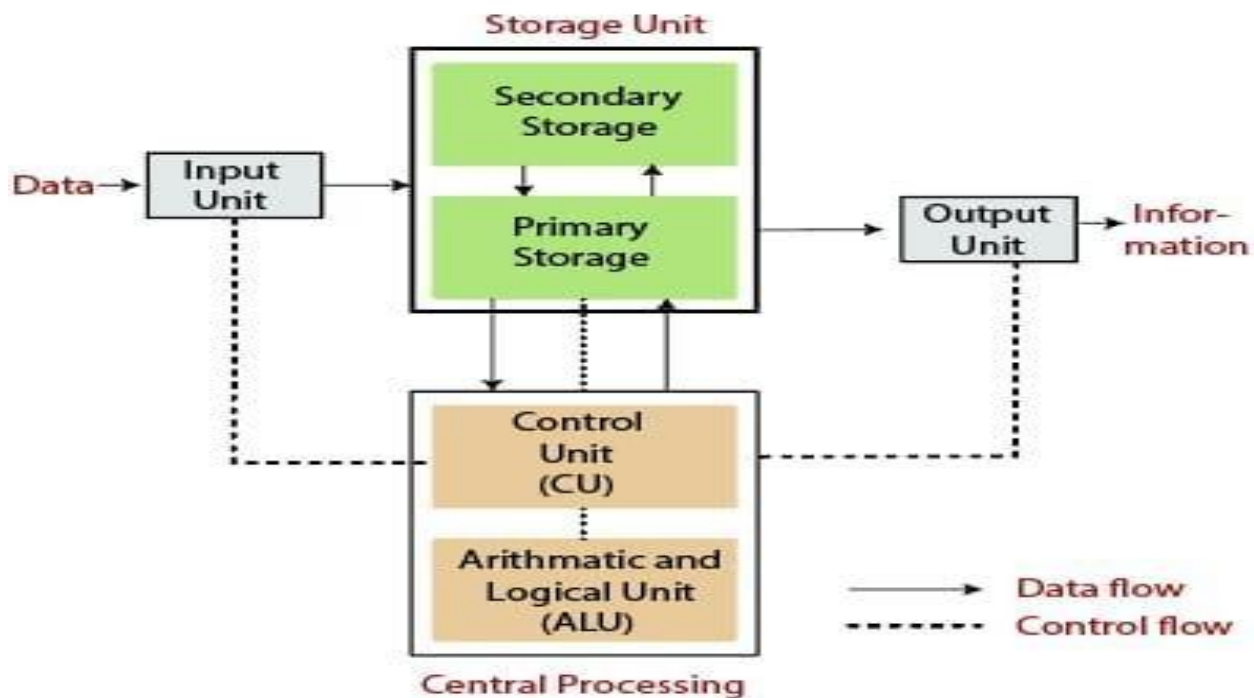 Storage Unit
Secondary
Storage
Data
Input
Unit
Primary
Storage
Output
Unit
Infor-
mation
Control
Unit
(CU)
Arithmatic and
Logical Unit
(ALU)
Data flow
Control flow
Central Processing